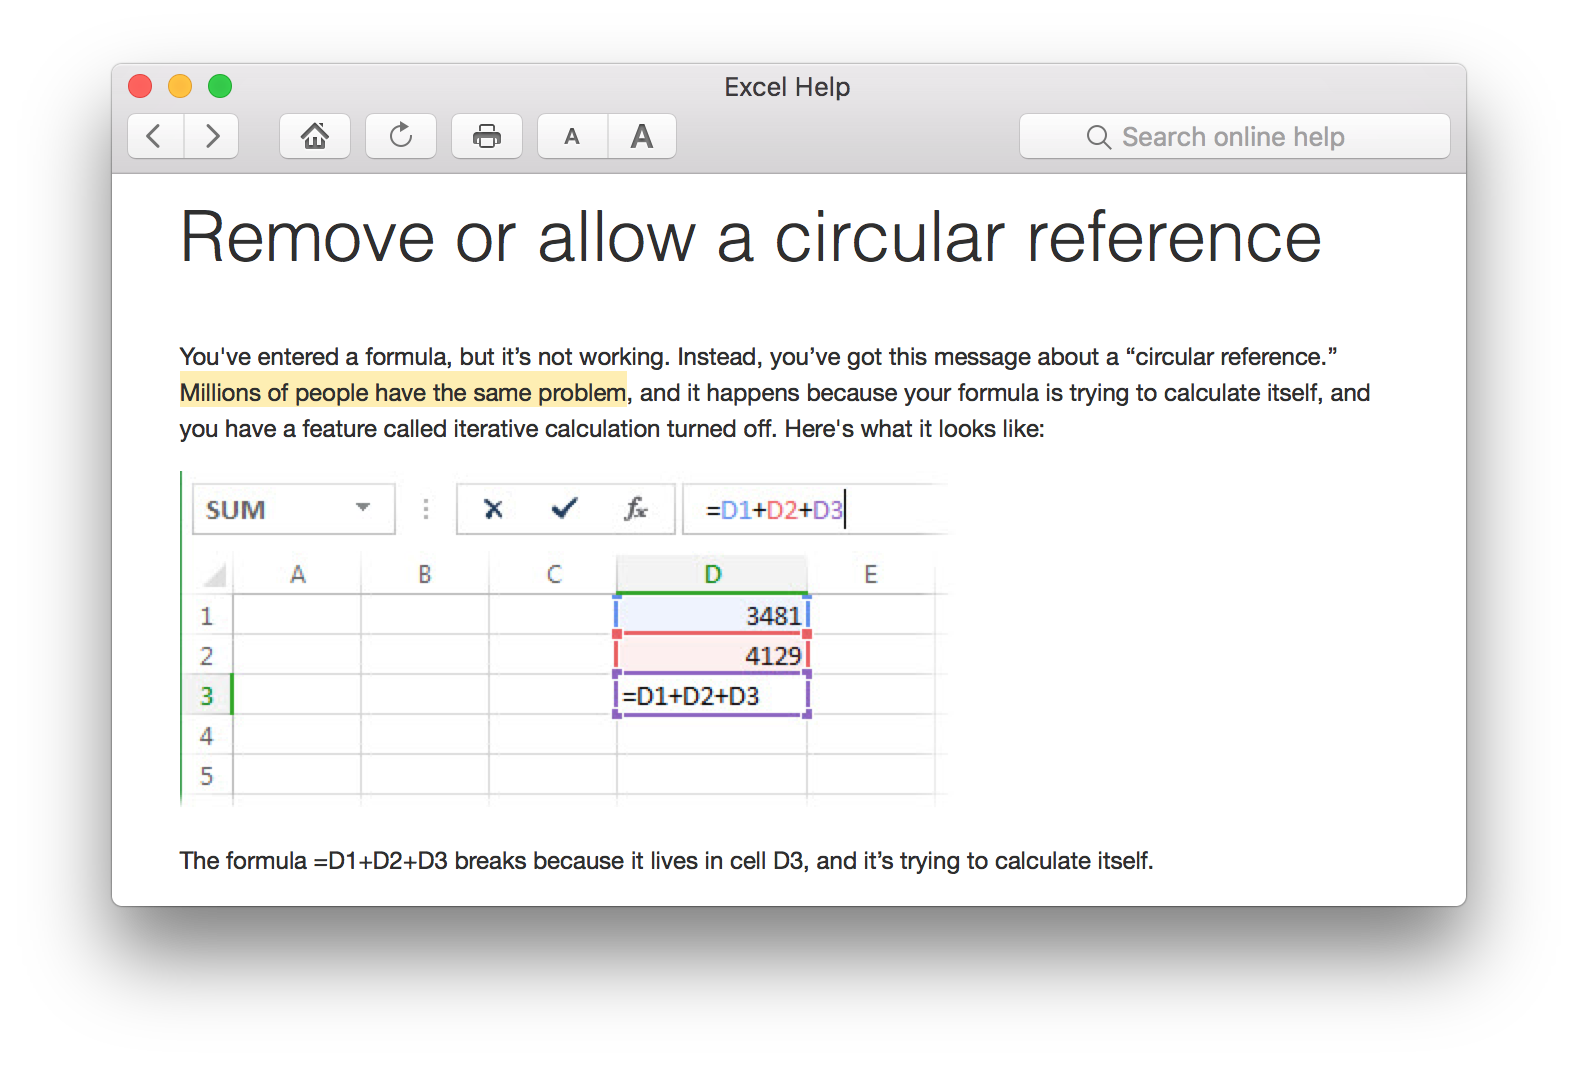 Excel Help
A A Search online help
Remove or allow a circular reference
You've entered a formula, but it’s not working. Instead, you’ve got this message about a “circular reference.”
Millions of people have the same problem, and it happens because your formula is trying to calculate itself, and
you have a feature called iterative calculation turned off. Here's what it looks like:
SUM fx =D1+D2+D3
A B C D E
1 3481
2 4129
3 =D1+D2+D3
4
5
The formula =D1+D2+D3 breaks because it lives in cell D3, and it’s trying to calculate itself.